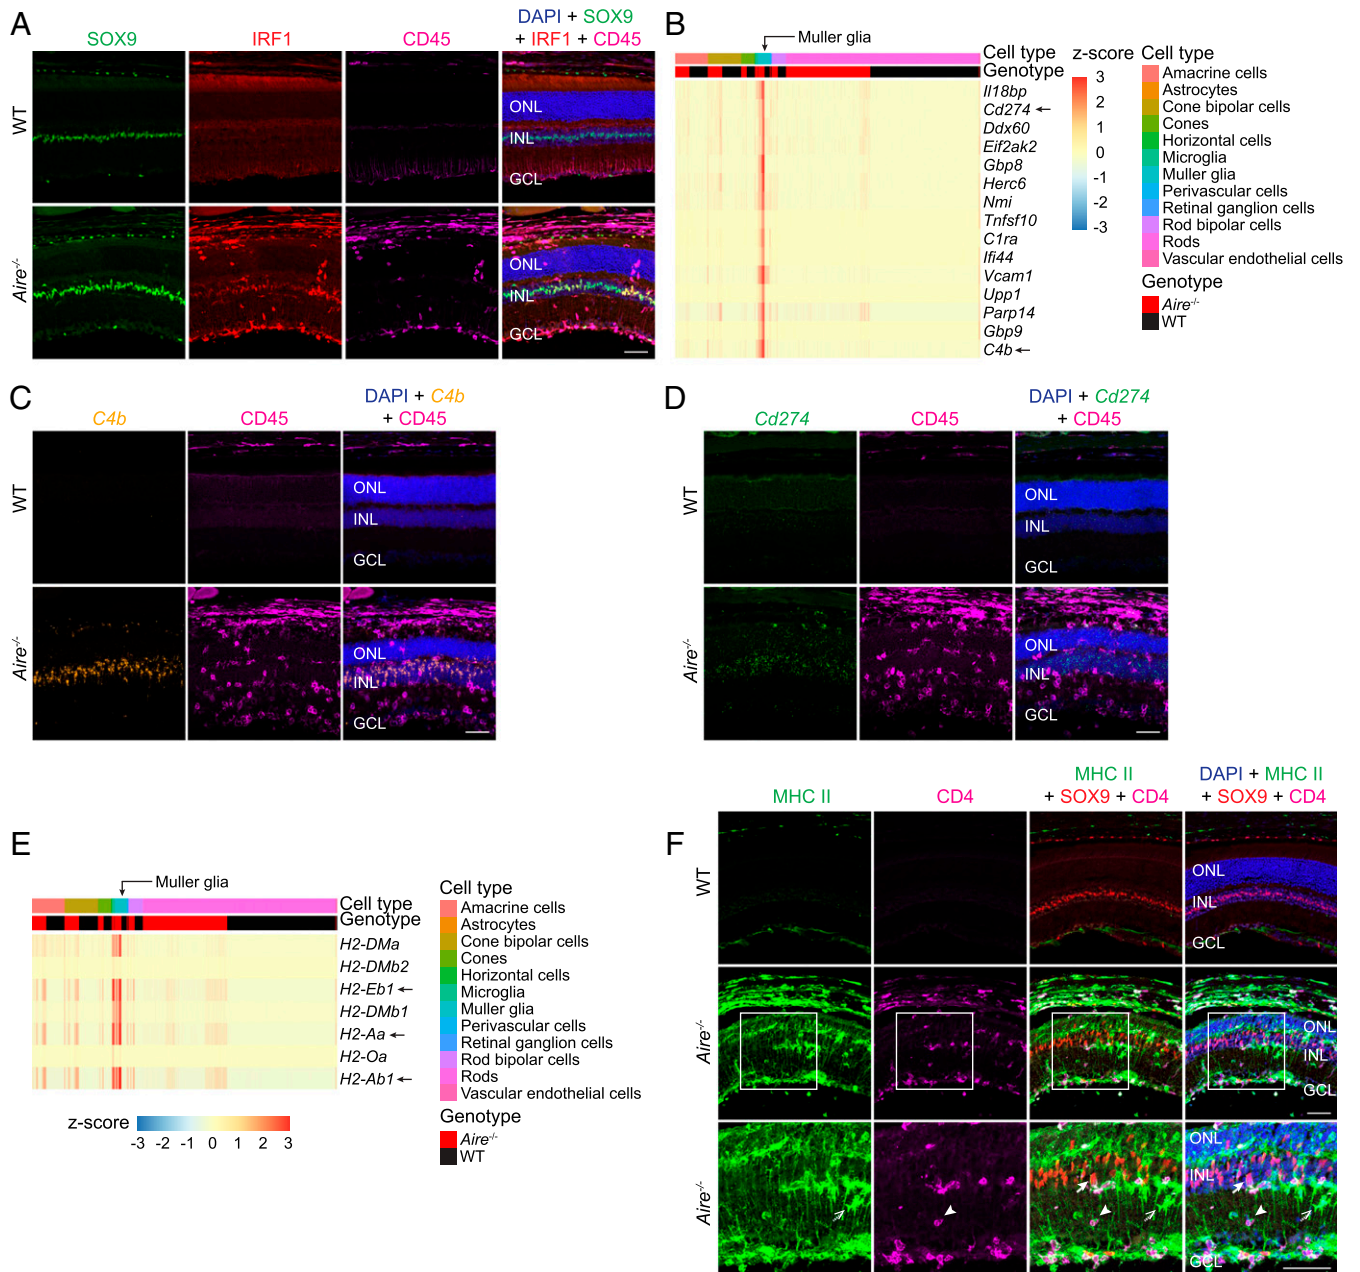 A
SOX9
IRF1
CD45
DAPI + SOX9
+ IRF1 + CD45
WT
ONL
INL
GCL
Aire-/-
ONL
INL
GCL
B
Muller glia
Cell type
Genotype
Il18bp
Cd274
Ddx60
Eif2ak2
Gbp8
Herc6
Nmi
Tnfsf10
C1ra
Ifi44
Vcam1
Upp1
Parp14
Gbp9
C4b
z-score
3
2
1
0
-1
-2
-3
Cell type
Amacrine cells
Astrocytes
Cone bipolar cells
Cones
Horizontal cells
Microglia
Muller glia
Perivascular cells
Retinal ganglion cells
Rod bipolar cells
Rods
Vascular endothelial cells
Genotype
Aire-/-
WT
C
C4b
CD45
DAPI + C4b
+ CD45
WT
ONL
INL
GCL
Aire-/-
ONL
INL
GCL
D
Cd274
CD45
DAPI + Cd274
+ CD45
WT
ONL
INL
GCL
Aire-/-
ONL
INL
GCL
E
Muller glia
Cell type
Genotype
H2-DMa
H2-DMb2
H2-Eb1
H2-DMb1
H2-Aa
H2-Oa
H2-Ab1
z-score
-3 -2 -1 0 1 2 3
Cell type
Amacrine cells
Astrocytes
Cone bipolar cells
Cones
Horizontal cells
Microglia
Muller glia
Perivascular cells
Retinal ganglion cells
Rod bipolar cells
Rods
Vascular endothelial cells
Genotype
Aire-/-
WT
F
MHC II
CD4
MHC II
+ SOX9 + CD4
DAPI + MHC II
+ SOX9 + CD4
WT
ONL
INL
GCL
Aire-/-
ONL
INL
GCL
Aire-/-
ONL
INL
GCL